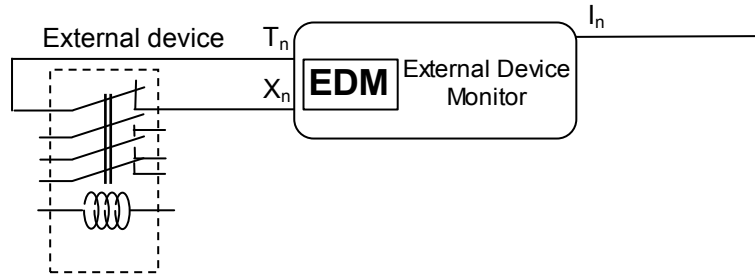 External device
Tn
Xn
EDM
External Device
Monitor
In